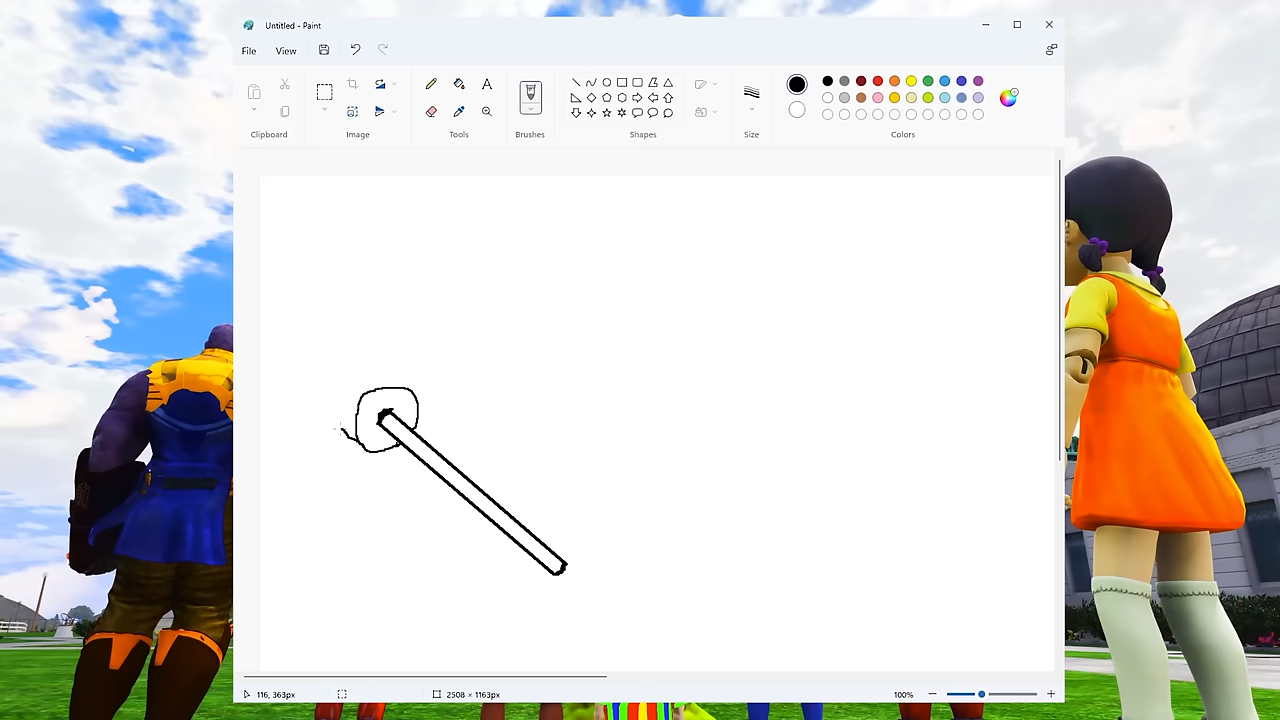 Untitled - Paint
File View
Clipboard Image Tools Brushes Shapes Size Colors
116, 363px 2508 × 1163px 100%